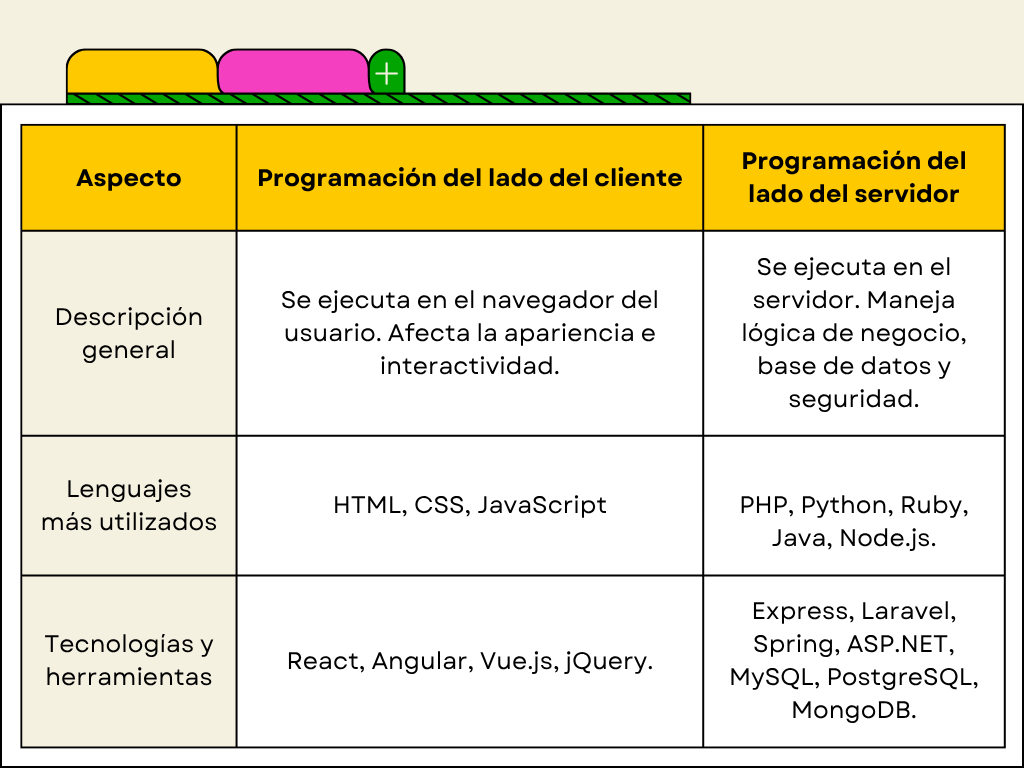 Aspecto
Programación del lado del cliente
Programación del
lado del servidor
Descripción
general
Se ejecuta en el navegador del
usuario. Afecta la apariencia e
interactividad.
Se ejecuta en el
servidor. Maneja
lógica de negocio,
base de datos y
seguridad.
Lenguajes
más utilizados
HTML, CSS, JavaScript
PHP, Python, Ruby,
Java, Node.js.
Tecnologías y
herramientas
React, Angular, Vue.js, jQuery.
Express, Laravel,
Spring, ASP.NET,
MySQL, PostgreSQL,
MongoDB.